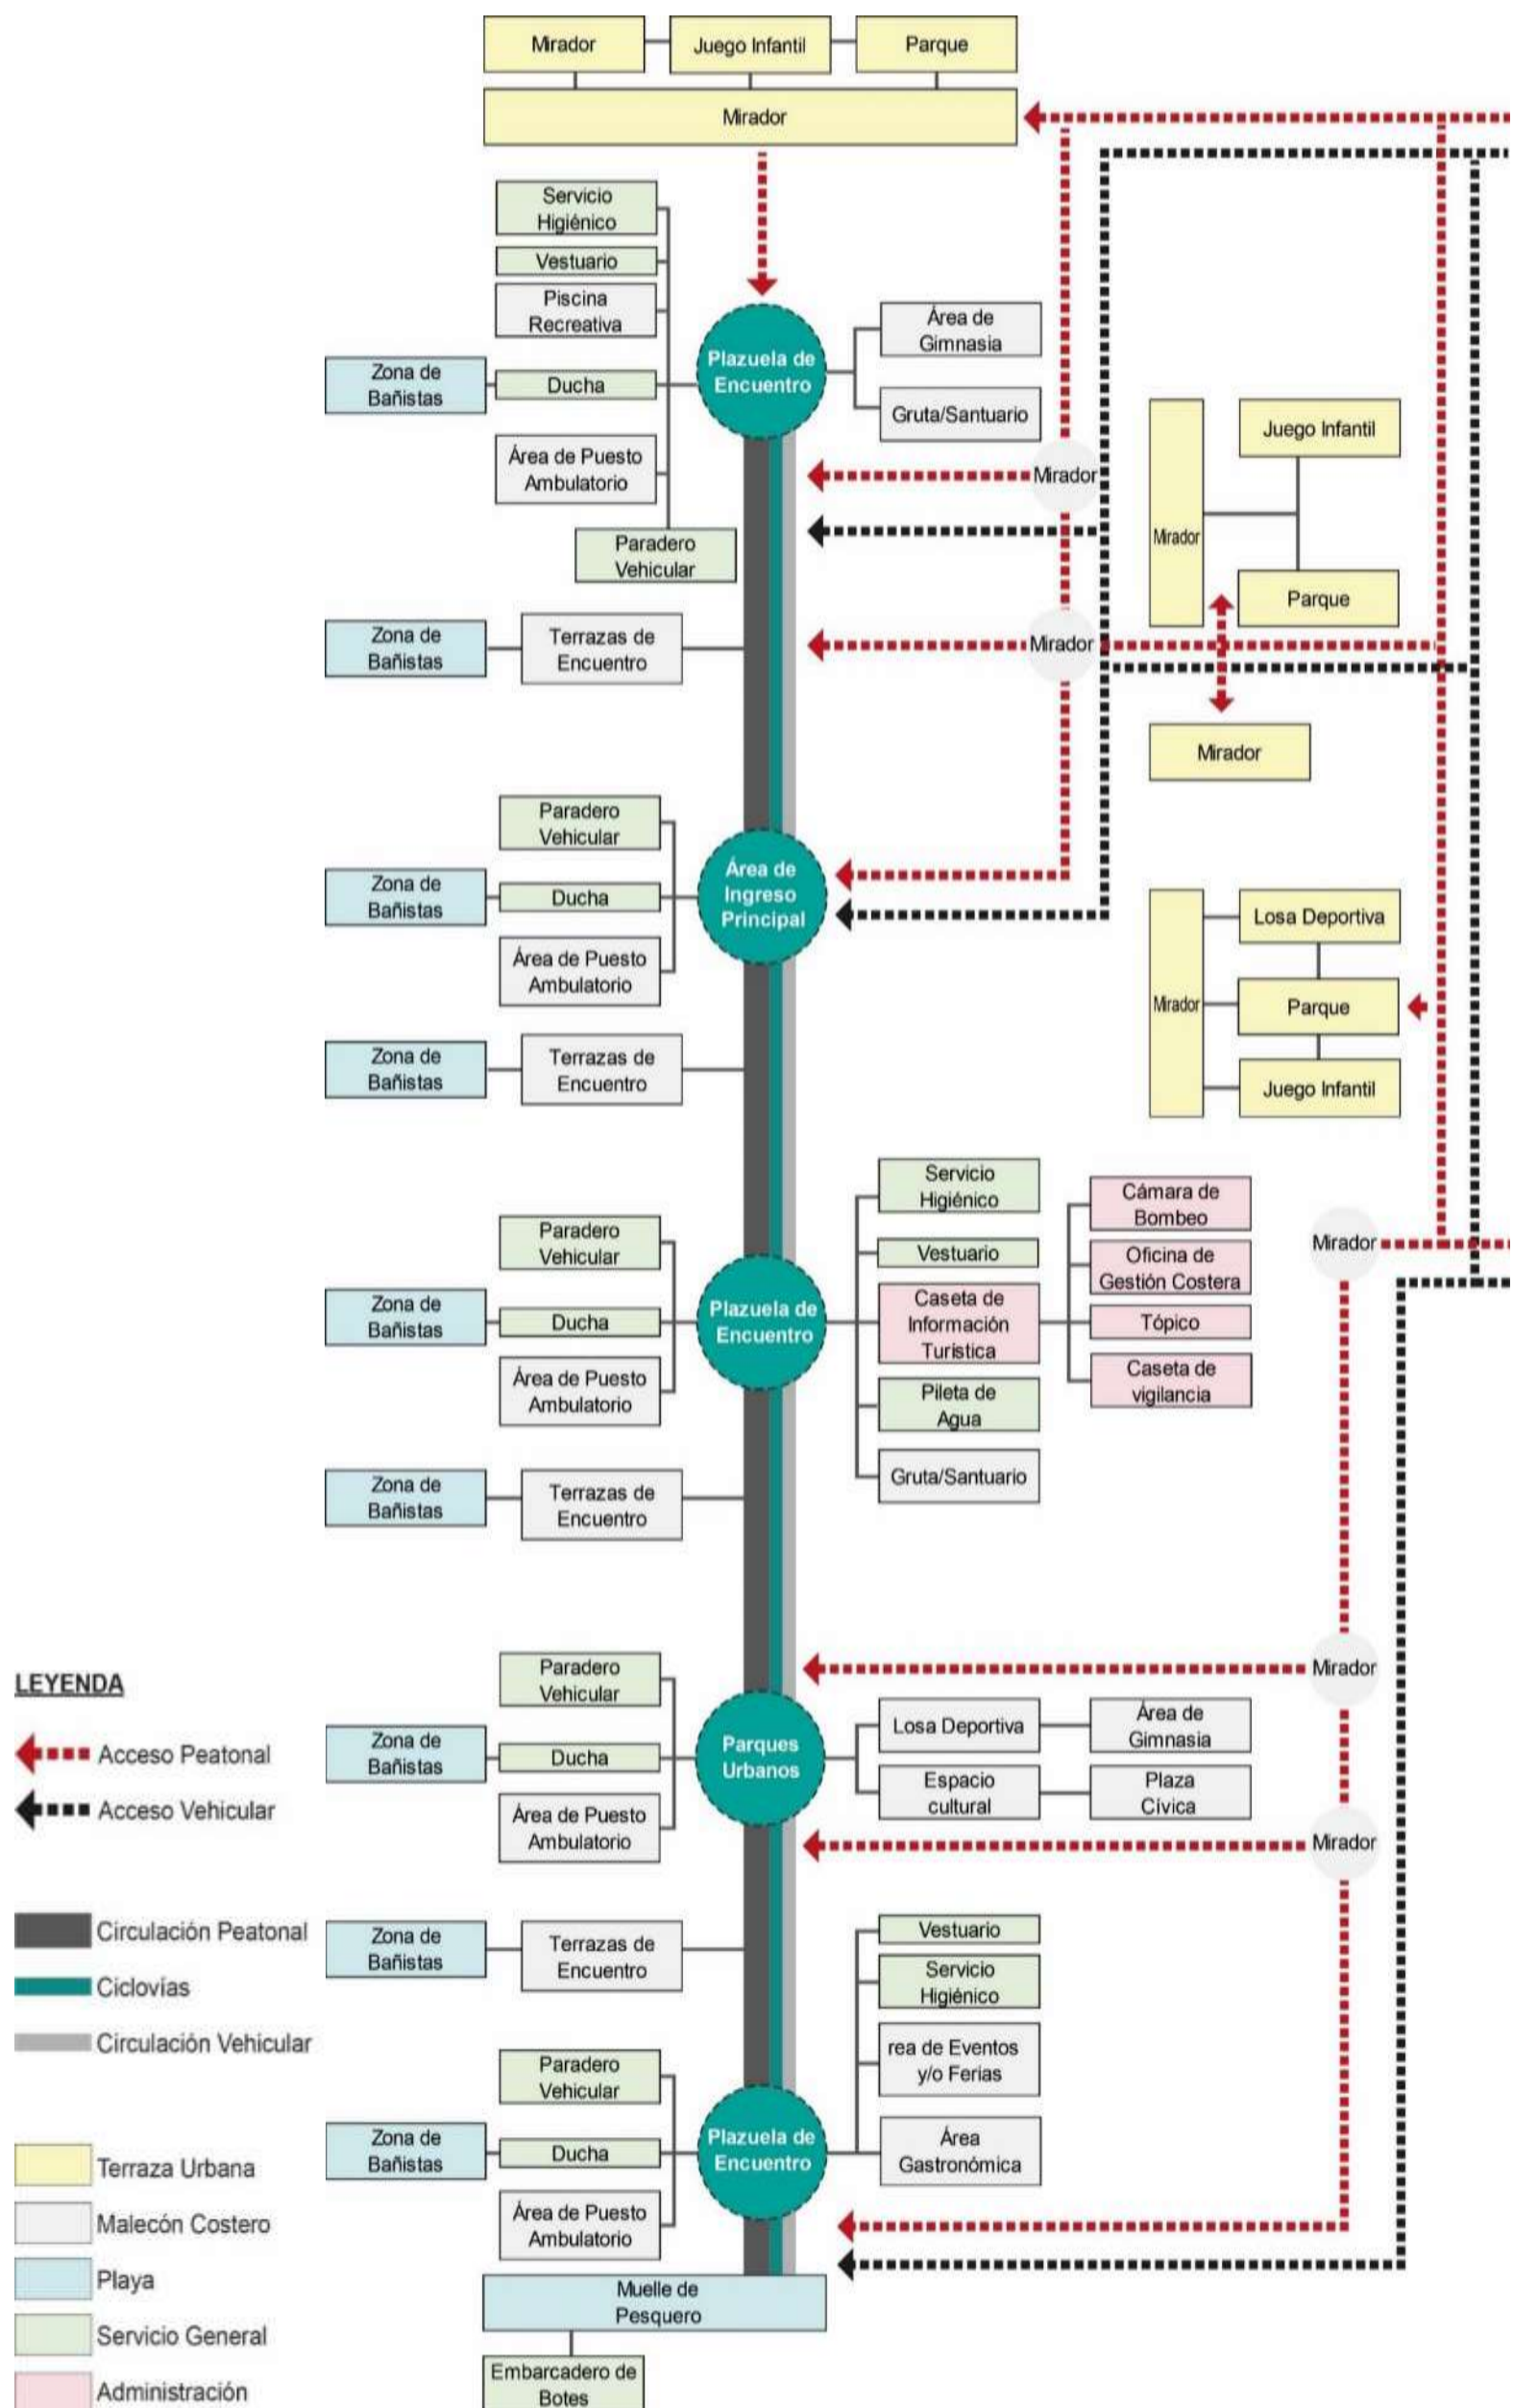 Mirador
Juego Infantil
Parque
Mirador
Servicio
Higiénico
Vestuario
Piscina
Recreativa
Zona de
Bañistas
Ducha
Área de Puesto
Ambulatorio
Paradero
Vehicular
Plazuela de
Encuentro
Área de
Gimnasia
Gruta/Santuario
Mirador
Mirador
Juego Infantil
Mirador
Parque
Mirador
Zona de
Bañistas
Terrazas de
Encuentro
Paradero
Vehicular
Zona de
Bañistas
Ducha
Área de Puesto
Ambulatorio
Área de
Ingreso
Principal
Losa Deportiva
Mirador
Parque
Juego Infantil
Zona de
Bañistas
Terrazas de
Encuentro
Paradero
Vehicular
Zona de
Bañistas
Ducha
Área de Puesto
Ambulatorio
Plazuela de
Encuentro
Servicio
Higiénico
Vestuario
Caseta de
Información
Turística
Pileta de
Agua
Gruta/Santuario
Cámara de
Bombeo
Oficina de
Gestión Costera
Tópico
Caseta de
vigilancia
Mirador
Zona de
Bañistas
Terrazas de
Encuentro
Paradero
Vehicular
Zona de
Bañistas
Ducha
Área de Puesto
Ambulatorio
Parques
Urbanos
Losa Deportiva
Área de
Gimnasia
Espacio
cultural
Plaza
Cívica
Mirador
Mirador
Zona de
Bañistas
Terrazas de
Encuentro
Paradero
Vehicular
Zona de
Bañistas
Ducha
Área de Puesto
Ambulatorio
Plazuela de
Encuentro
Vestuario
Servicio
Higiénico
rea de Eventos
y/o Ferias
Área
Gastronómica
Muelle de
Pesquero
Embarcadero de
Botes
LEYENDA
Acceso Peatonal
Acceso Vehicular
Circulación Peatonal
Ciclovías
Circulación Vehicular
Terraza Urbana
Malecón Costero
Playa
Servicio General
Administración